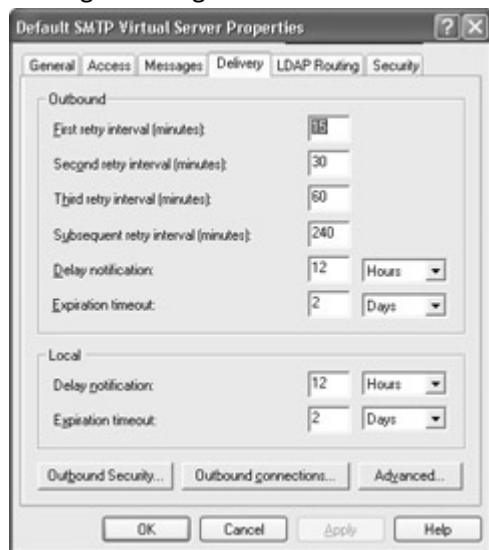 Default SMTP Virtual Server Properties
General Access Messages Delivery LDAP Routing Security
Outbound
First retry interval (minutes): 15
Second retry interval (minutes): 30
Third retry interval (minutes): 60
Subsequent retry interval (minutes): 240
Delay notification: 12 Hours
Expiration timeout: 2 Days
Local
Delay notification: 12 Hours
Expiration timeout: 2 Days
Outbound Security... Outbound connections... Advanced...
OK Cancel Apply Help